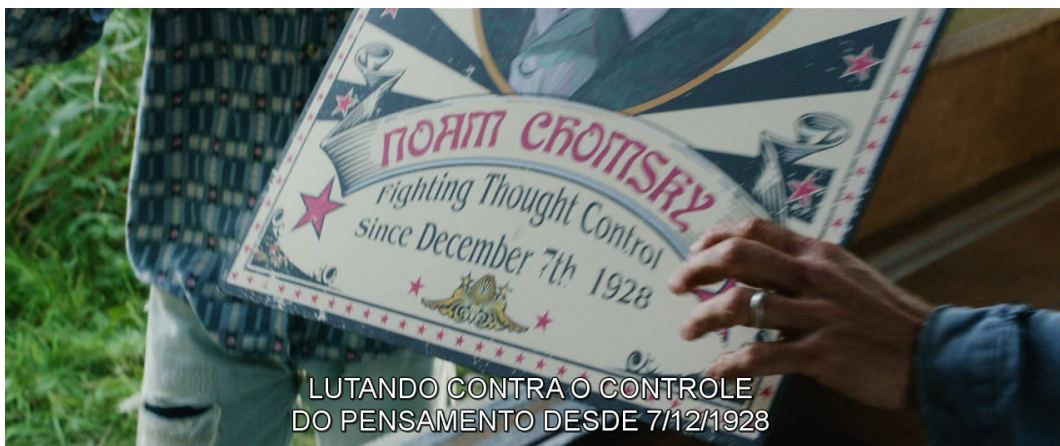 NOAM CHOMSKY
Fighting Thought Control
Since December 7th 1928
LUTANDO CONTRA O CONTROLE
DO PENSAMENTO DESDE 7/12/1928